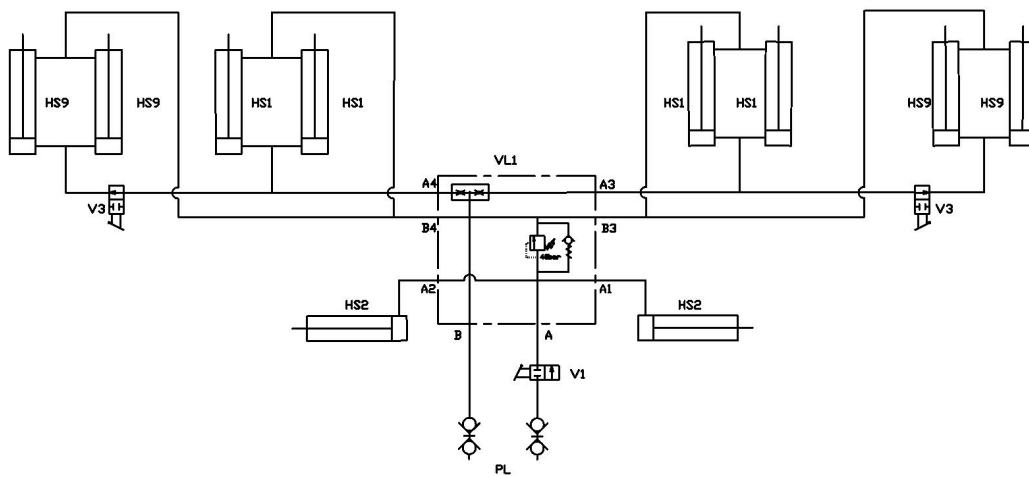 HS9 HS9 HS1 HS1 HS1 HS1 HS9 HS9
VL1
A4 A3
V3 V3
B4 B3
A2 A1
HS2 HS2
B A
V1
PL